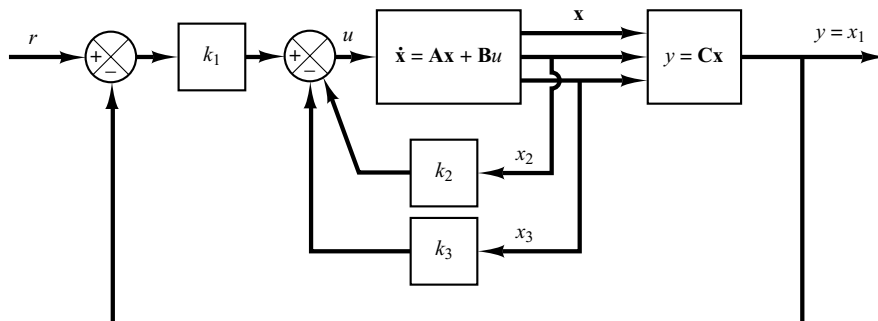 r
+
−
k₁
+
−
u
ẋ = Ax + Bu
x
y = Cx
y = x₁
k₂
x₂
k₃
x₃